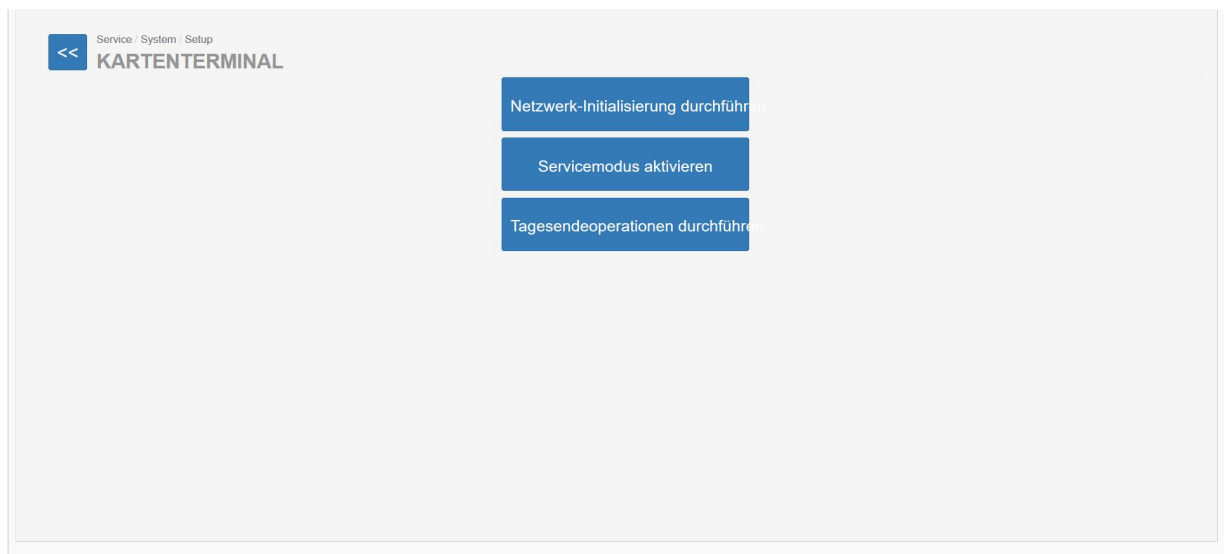 <<
Service / System / Setup
KARTENTERMINAL
Netzwerk-Initialisierung durchführen
Servicemodus aktivieren
Tagesendeoperationen durchführen